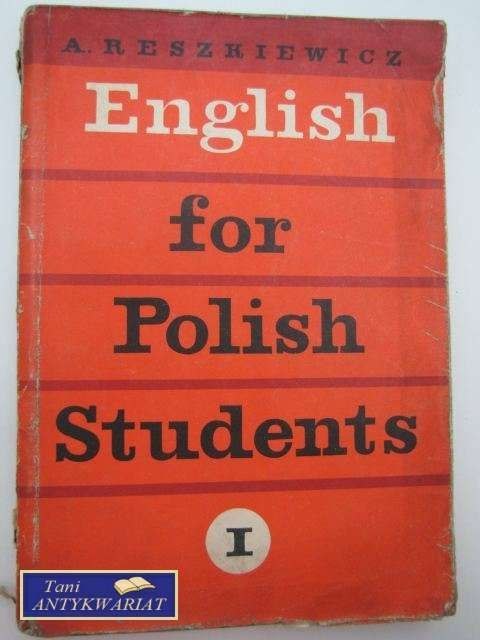 A. RESZKIEWICZ
English
for
Polish
Students
I
Tani
ANTYKWARIAT